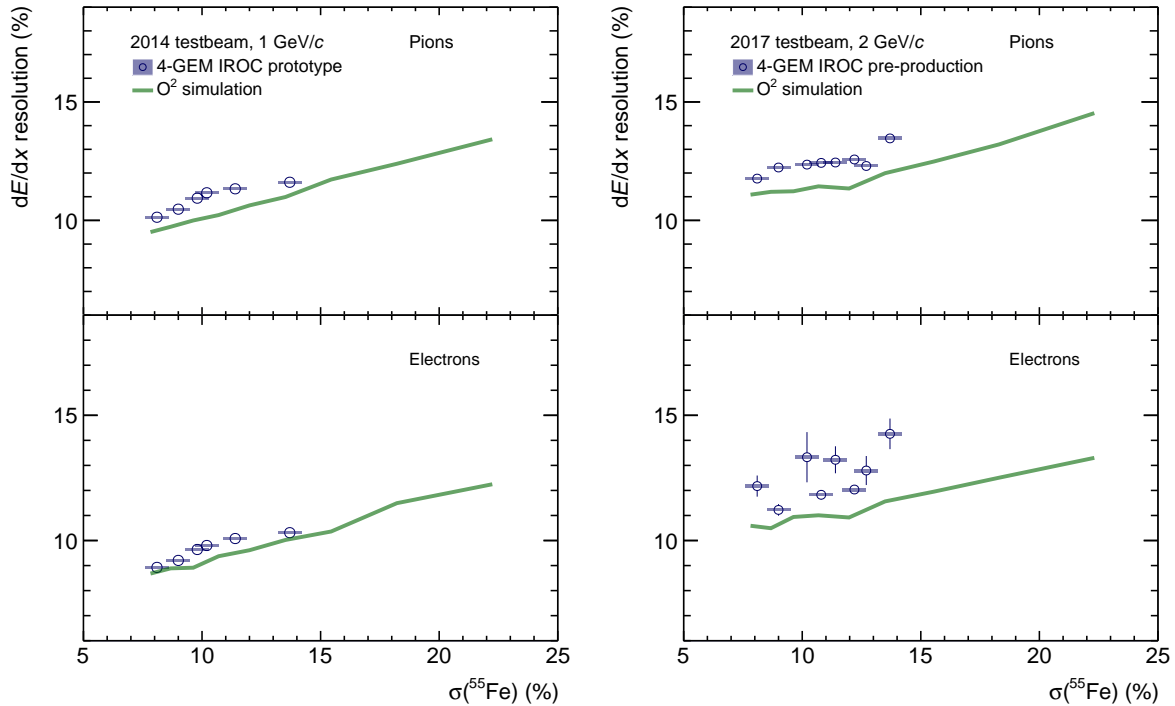 dE/dx resolution (%)
2014 testbeam, 1 GeV/c
Pions
4-GEM IROC prototype
O² simulation
15
10
Electrons
15
10
5
10
15
20
25
σ(⁵⁵Fe) (%)
dE/dx resolution (%)
2017 testbeam, 2 GeV/c
Pions
4-GEM IROC pre-production
O² simulation
15
10
Electrons
15
10
5
10
15
20
25
σ(⁵⁵Fe) (%)